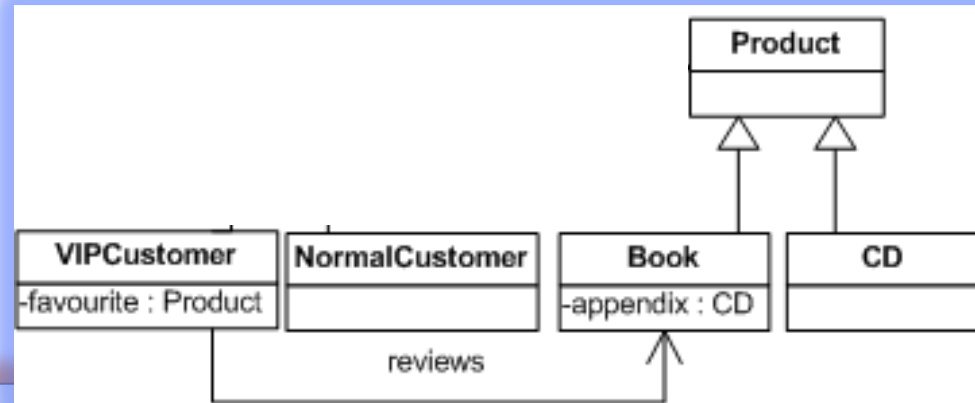 Product
VIPCustomer
-favourite : Product
NormalCustomer
Book
-appendix : CD
CD
reviews